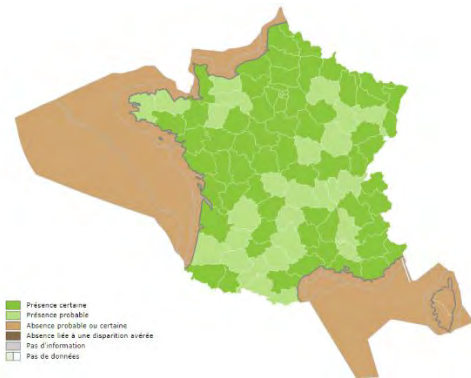 Présence certaine
Présence probable
Absence probable ou certaine
Absence liée à une disparition avérée
Pas d'information
Pas de données